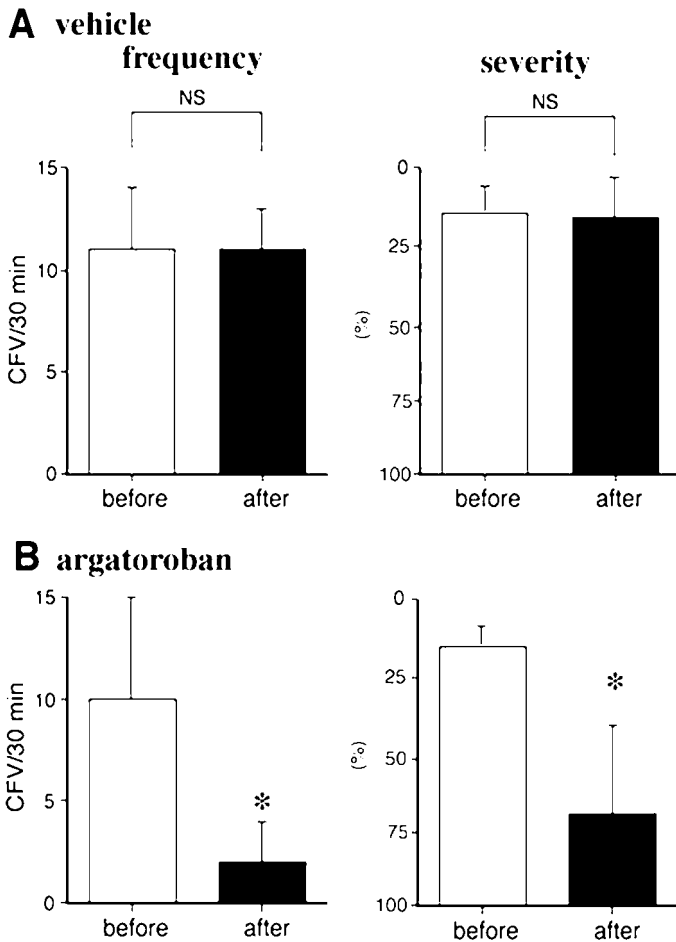 A vehicle
frequency
severity
NS
NS
15
10
5
0
CFV/30 min
before
after
0
25
50
75
100
(%)
before
after
B argatoroban
15
10
5
0
CFV/30 min
*
before
after
0
25
50
75
100
(%)
*
before
after